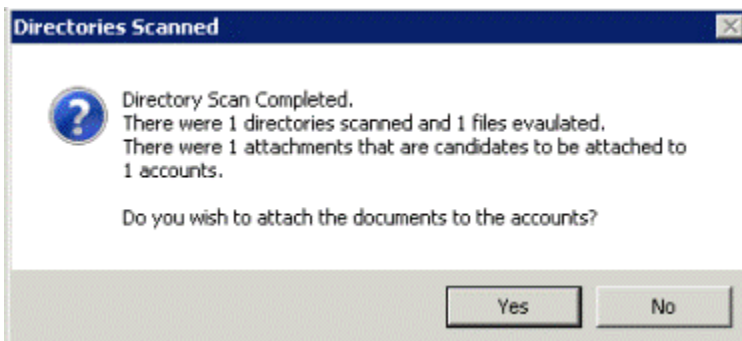 Directories Scanned
Directory Scan Completed.
There were 1 directories scanned and 1 files evaulated.
There were 1 attachments that are candidates to be attached to
1 accounts.
Do you wish to attach the documents to the accounts?
Yes No